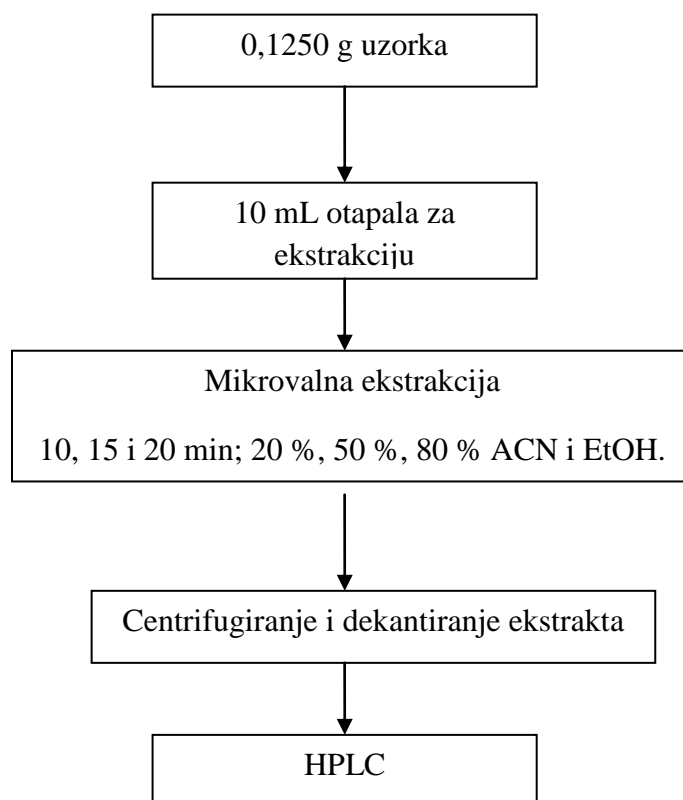 0,1250 g uzorka
10 mL otapala za
ekstrakciju
Mikrovalna ekstrakcija
10, 15 i 20 min; 20 %, 50 %, 80 % ACN i EtOH.
Centrifugiranje i dekantiranje ekstrakta
HPLC